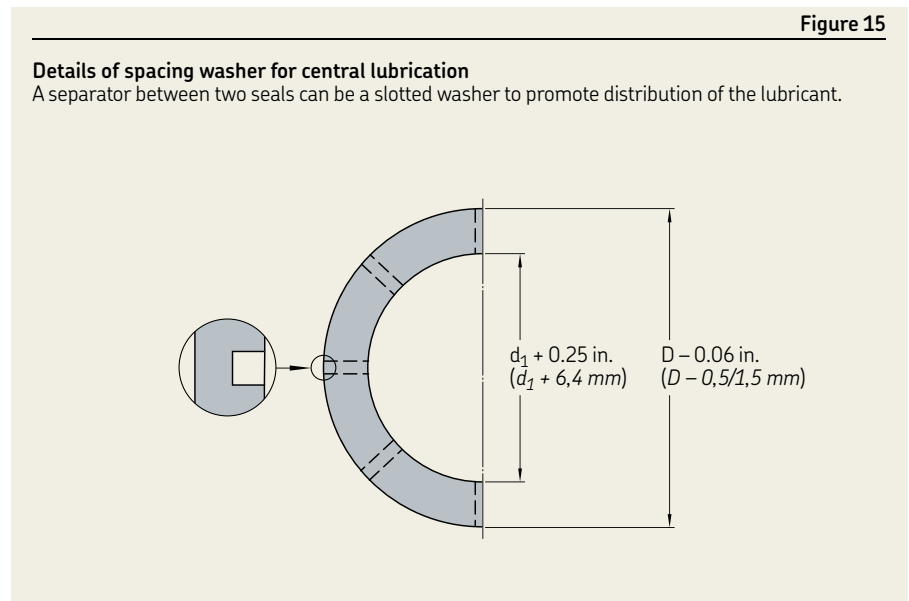 Figure 15
Details of spacing washer for central lubrication
A separator between two seals can be a slotted washer to promote distribution of the lubricant.
d1 + 0.25 in.
(d1 + 6,4 mm)
D – 0.06 in.
(D – 0,5/1,5 mm)